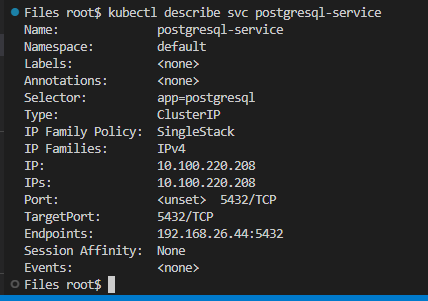 Files root$ kubectl describe svc postgresql-service
Name:              postgresql-service
Namespace:         default
Labels:            <none>
Annotations:       <none>
Selector:          app=postgresql
Type:              ClusterIP
IP Family Policy:  SingleStack
IP Families:       IPv4
IP:                10.100.220.208
IPs:               10.100.220.208
Port:              <unset>  5432/TCP
TargetPort:        5432/TCP
Endpoints:         192.168.26.44:5432
Session Affinity:  None
Events:            <none>
Files root$